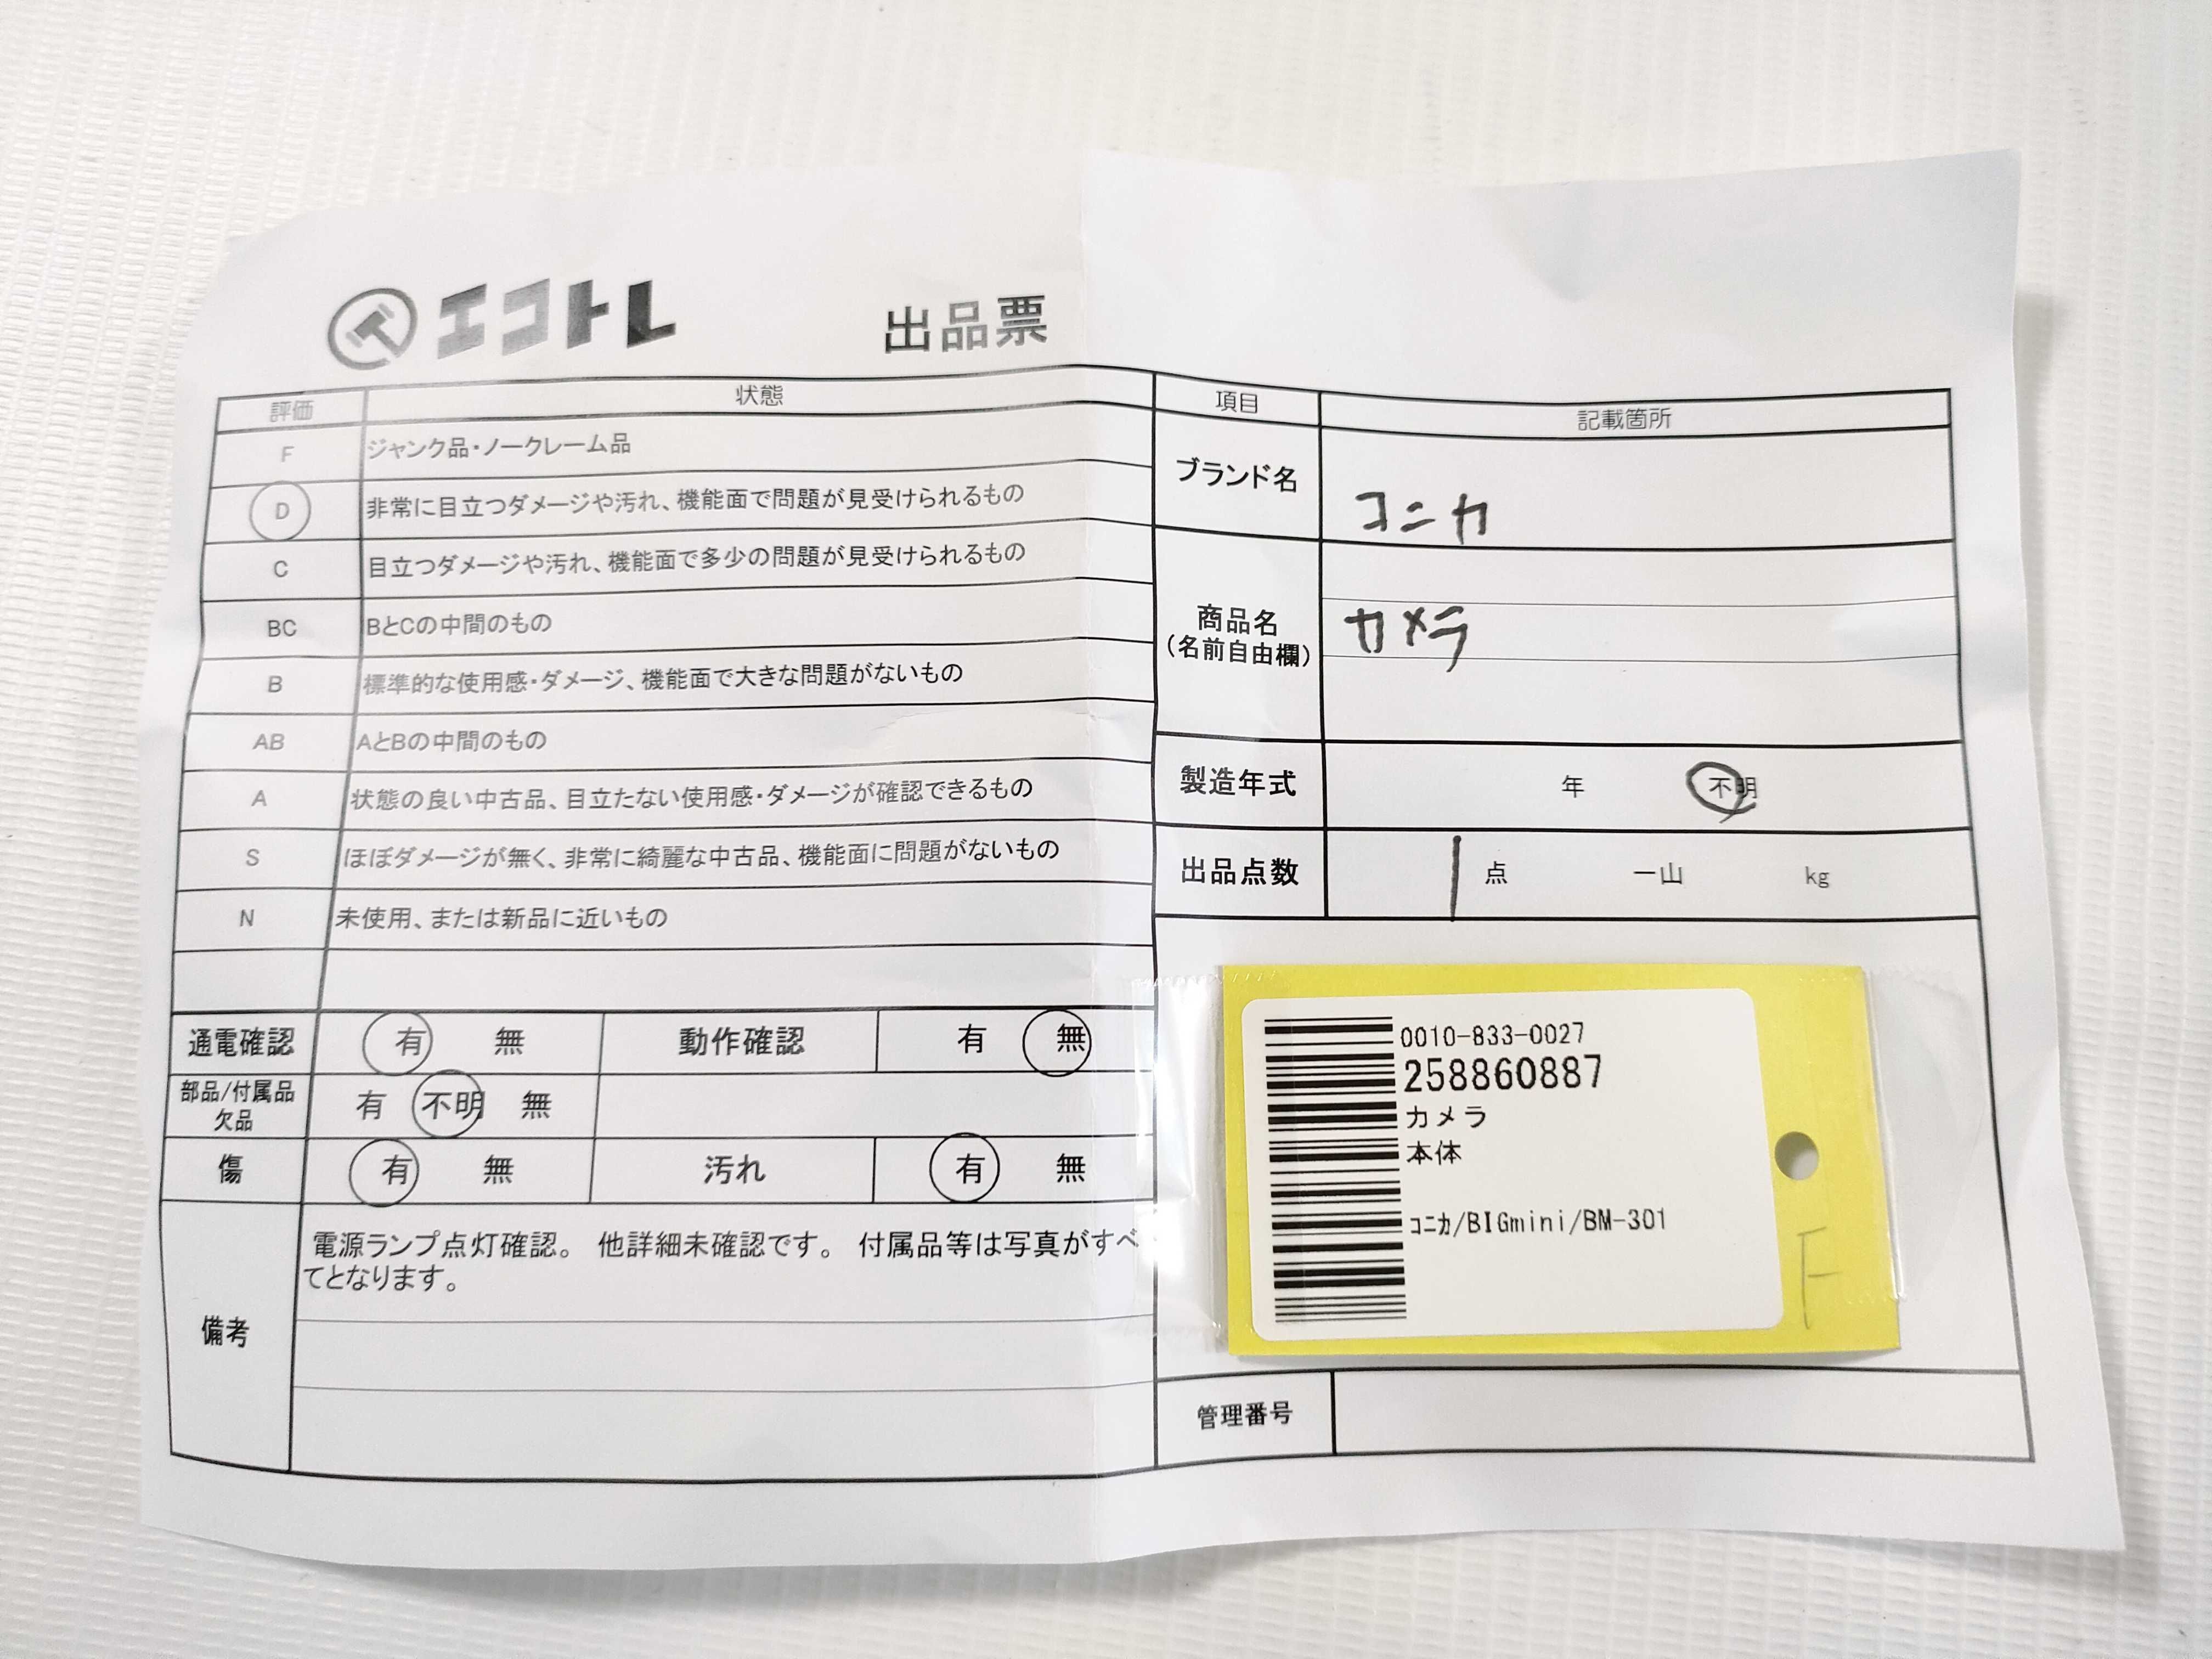 エコトレ 出品票
評価 状態
F ジャンク品・ノークレーム品
D 非常に目立つダメージや汚れ、機能面で問題が見受けられるもの
C 目立つダメージや汚れ、機能面で多少の問題が見受けられるもの
BC BとCの中間のもの
B 標準的な使用感・ダメージ、機能面で大きな問題がないもの
AB AとBの中間のもの
A 状態の良い中古品、目立たない使用感・ダメージが確認できるもの
S ほぼダメージが無く、非常に綺麗な中古品、機能面に問題がないもの
N 未使用、または新品に近いもの
通電確認 有 無 動作確認 有 無
部品/付属品
欠品 有 不明 無
傷 有 無 汚れ 有 無
備考
電源ランプ点灯確認。 他詳細未確認です。 付属品等は写真がすべ
てとなります。
項目 記載箇所
ブランド名 コニカ
商品名
(名前自由欄) カメラ
製造年式 年 不明
出品点数 1 点 一山 kg
0010-833-0027
258860887
カメラ
本体
コニカ/BIGmini/BM-301
F
管理番号